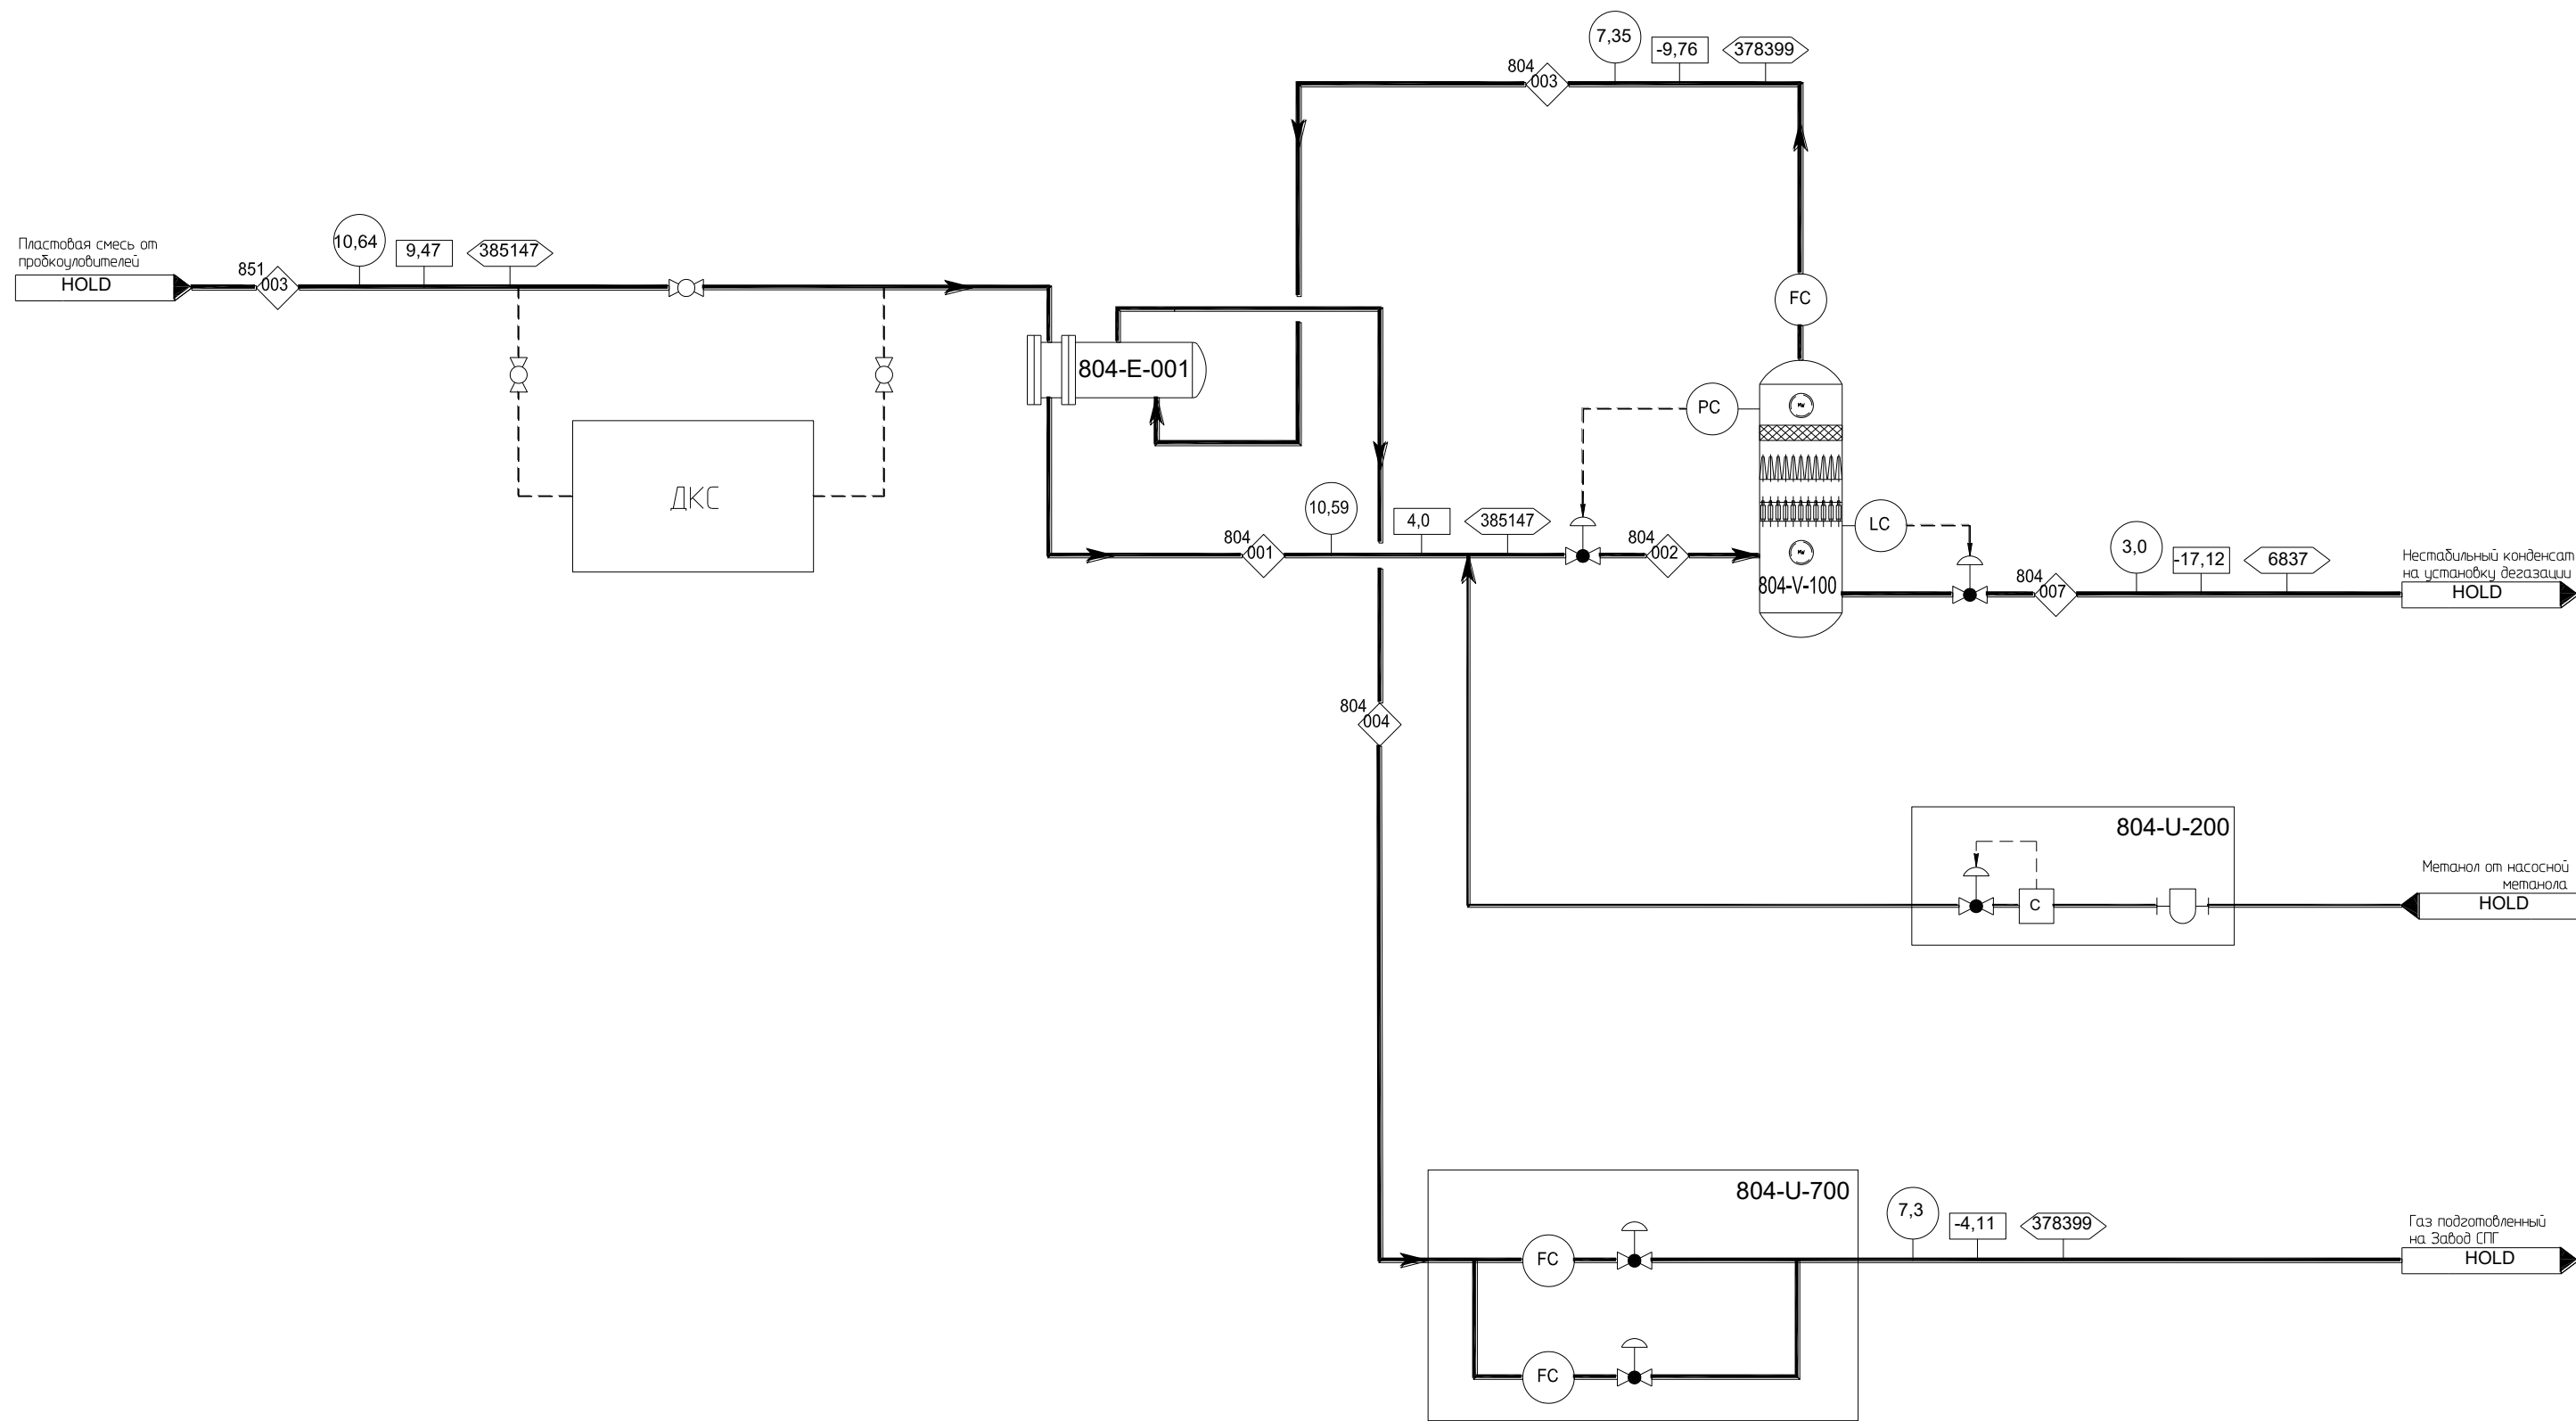 7,35
-9,76
378399
804
003
Пластовая смесь от
пробкоуловителей
HOLD
851
003
10,64
9,47
385147
FC
804-E-001
PC
ДКС
10,59
4,0
385147
LC
804
001
804
002
804-V-100
3,0
-17,12
6837
804
007
Нестабильный конденсат
на установку дегазации
HOLD
804
004
804-U-200
C
Метанол от насосной
метанола
HOLD
804-U-700
FC
FC
7,3
-4,11
378399
Газ подготовленный
на Завод СПГ
HOLD